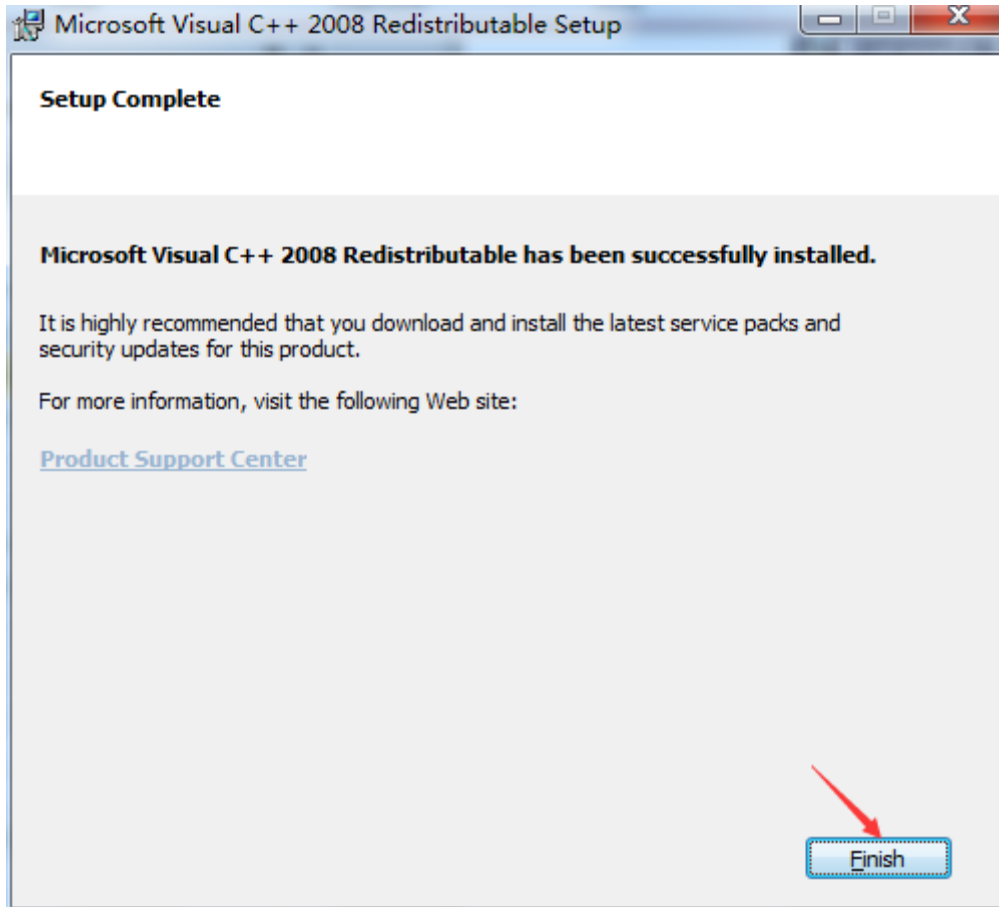 Microsoft Visual C++ 2008 Redistributable Setup
Setup Complete
Microsoft Visual C++ 2008 Redistributable has been successfully installed.
It is highly recommended that you download and install the latest service packs and
security updates for this product.
For more information, visit the following Web site:
Product Support Center
Finish